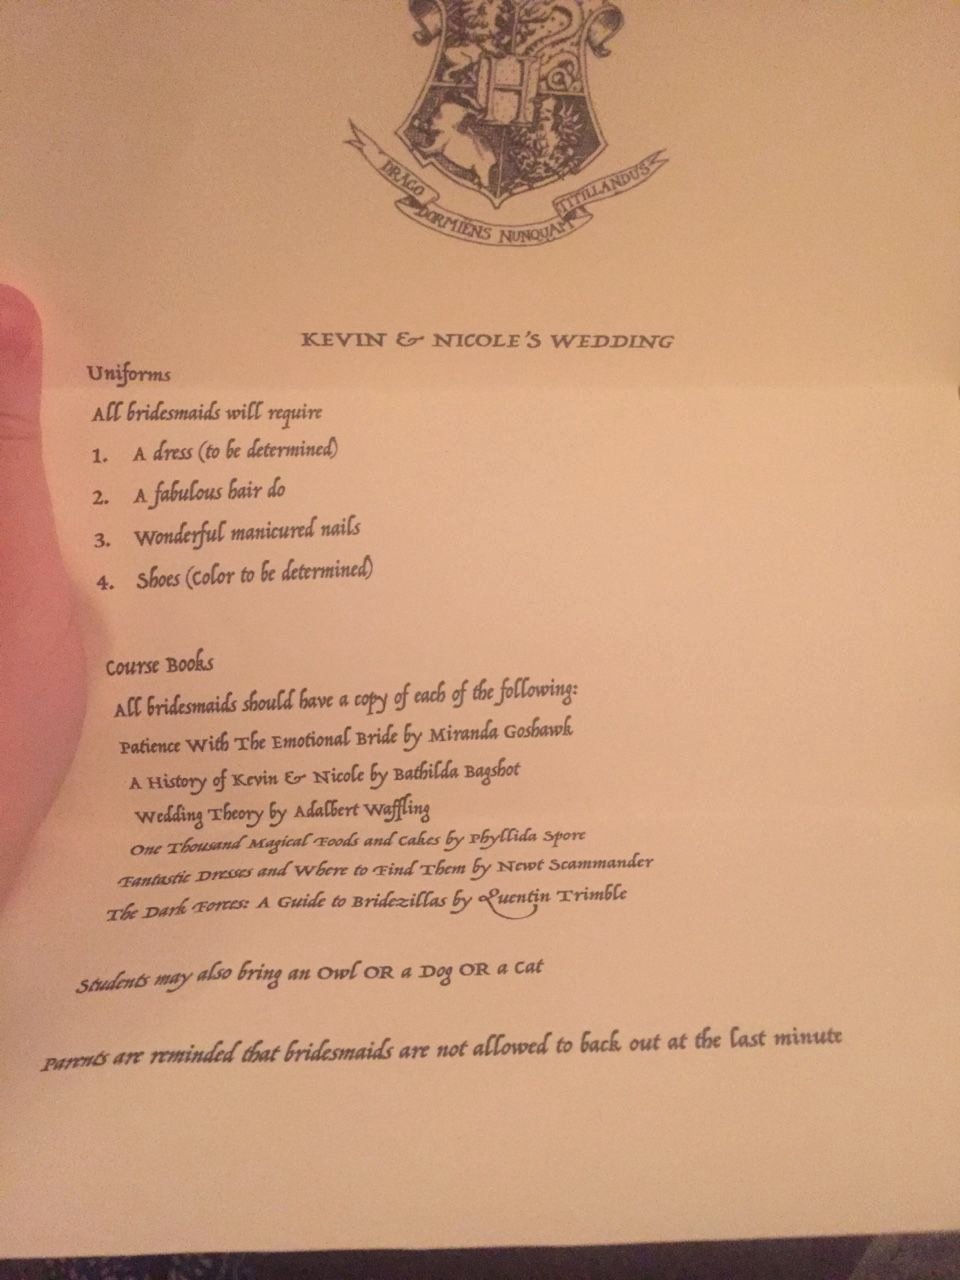 DRACO DORMIENS NUNQUAM TITILLANDUS
H
KEVIN & NICOLE'S WEDDING
Uniforms
All bridesmaids will require
1. A dress (to be determined)
2. A fabulous hair do
3. Wonderful manicured nails
4. Shoes (Color to be determined)
Course Books
All bridesmaids should have a copy of each of the following:
Patience With The Emotional Bride by Miranda Goshawk
A History of Kevin & Nicole by Bathilda Bagshot
Wedding Theory by Adalbert Waffling
One Thousand Magical Foods and Cakes by Phyllida Spore
Fantastic Dresses and Where to Find Them by Newt Scammander
The Dark Forces: A Guide to Bridezillas by Quentin Trimble
Students may also bring an Owl OR a Dog OR a Cat
Parents are reminded that bridesmaids are not allowed to back out at the last minute